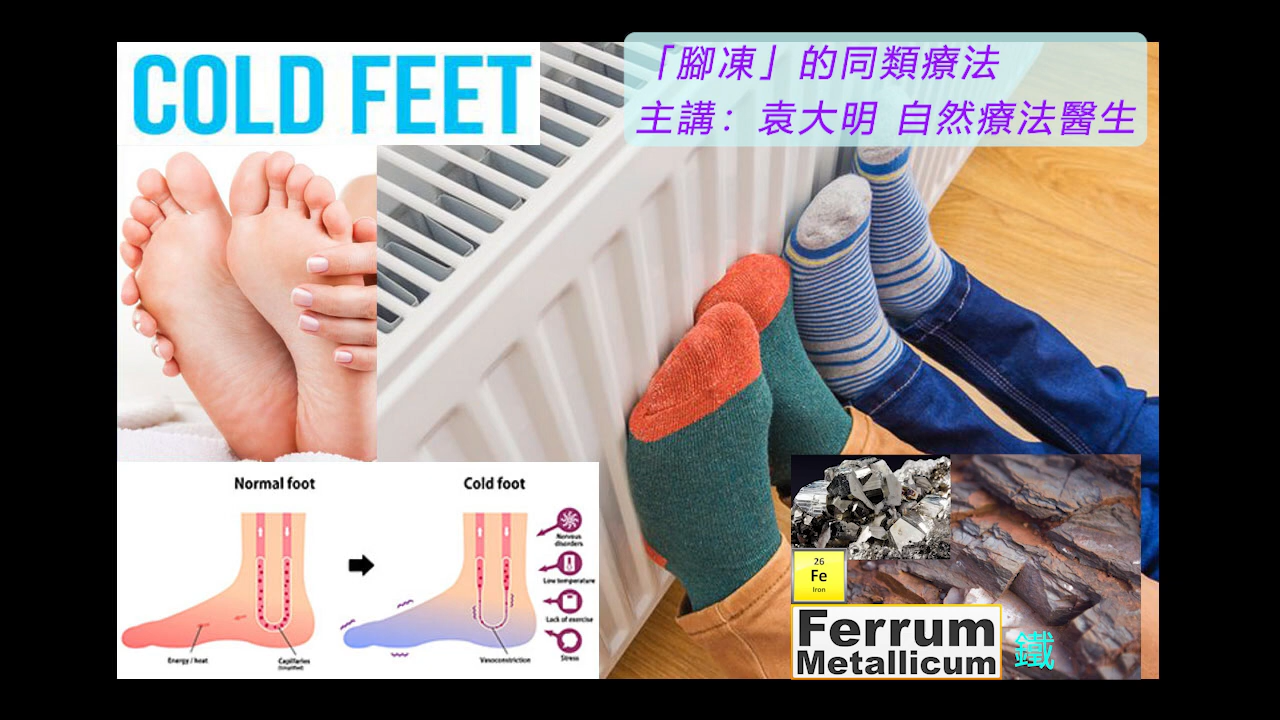 COLD FEET
「腳凍」的同類療法
主講：袁大明 自然療法醫生
Normal foot
Cold foot
Nervous
disorders
Low temperature
Lack of exercise
Stress
Energy / heat
Capillaries
(simplified)
Vasoconstriction
26
Fe
Iron
Ferrum
Metallicum
鐵